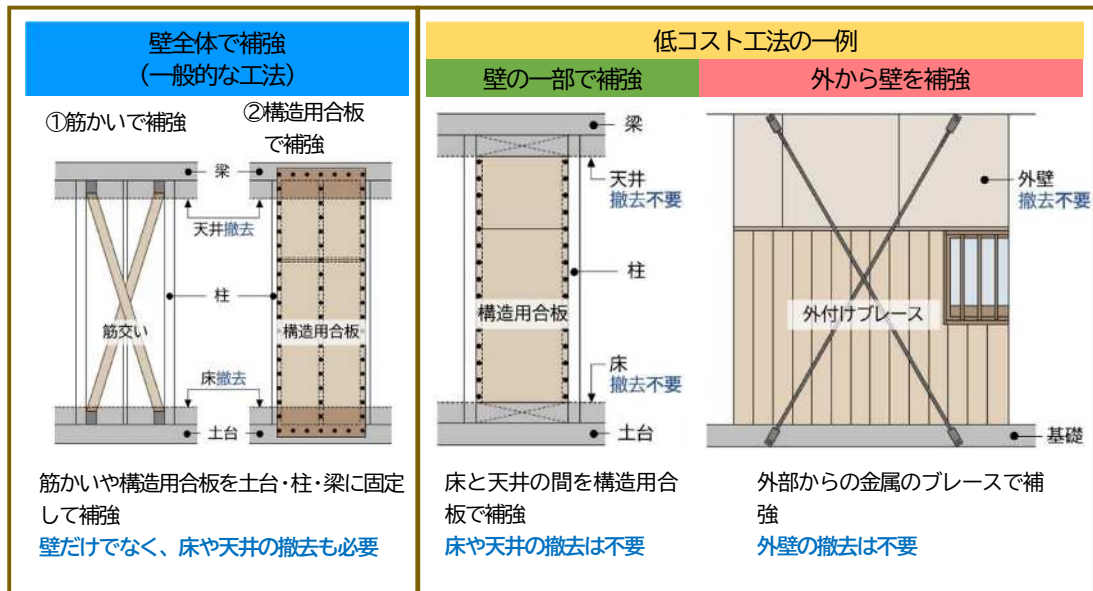 壁全体で補強
（一般的な工法）
①筋かいで補強
②構造用合板
で補強
梁
天井撤去
柱
筋交い
構造用合板
床撤去
土台
筋かいや構造用合板を土台・柱・梁に固定
して補強
壁だけでなく、床や天井の撤去も必要
低コスト工法の一例
壁の一部で補強
梁
天井
撤去不要
柱
構造用合板
床
撤去不要
土台
床と天井の間を構造用合
板で補強
床や天井の撤去は不要
外から壁を補強
外壁
撤去不要
外付けブレース
基礎
外部からの金属のブレースで補
強
外壁の撤去は不要